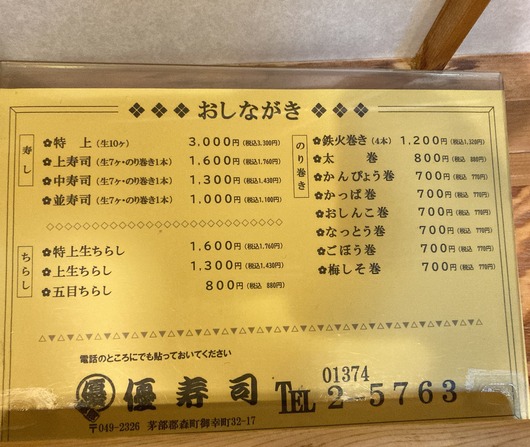 おしながき
寿し
特 上 (生10ヶ) 3,000円 (税込3,300円)
上寿司 (生7ヶ・のり巻き1本) 1,600円 (税込1,760円)
中寿司 (生7ヶ・のり巻き1本) 1,300円 (税込1,430円)
並寿司 (生7ヶ・のり巻き1本) 1,000円 (税込1,100円)
ちらし
特上生ちらし 1,600円 (税込1,760円)
上生ちらし 1,300円 (税込1,430円)
五目ちらし 800円 (税込 880円)
のり巻き
鉄火巻き (4本) 1,200円 (税込1,320円)
太 巻 800円 (税込 880円)
かんぴょう巻 700円 (税込 770円)
かっぱ巻 700円 (税込 770円)
おしんこ巻 700円 (税込 770円)
なっとう巻 700円 (税込 770円)
ごぼう巻 700円 (税込 770円)
梅しそ巻 700円 (税込 770円)
電話のところにでも貼っておいてください
優 優寿司 TEL 01374 2-5763
〒049-2326 茅部郡森町御幸町32-17